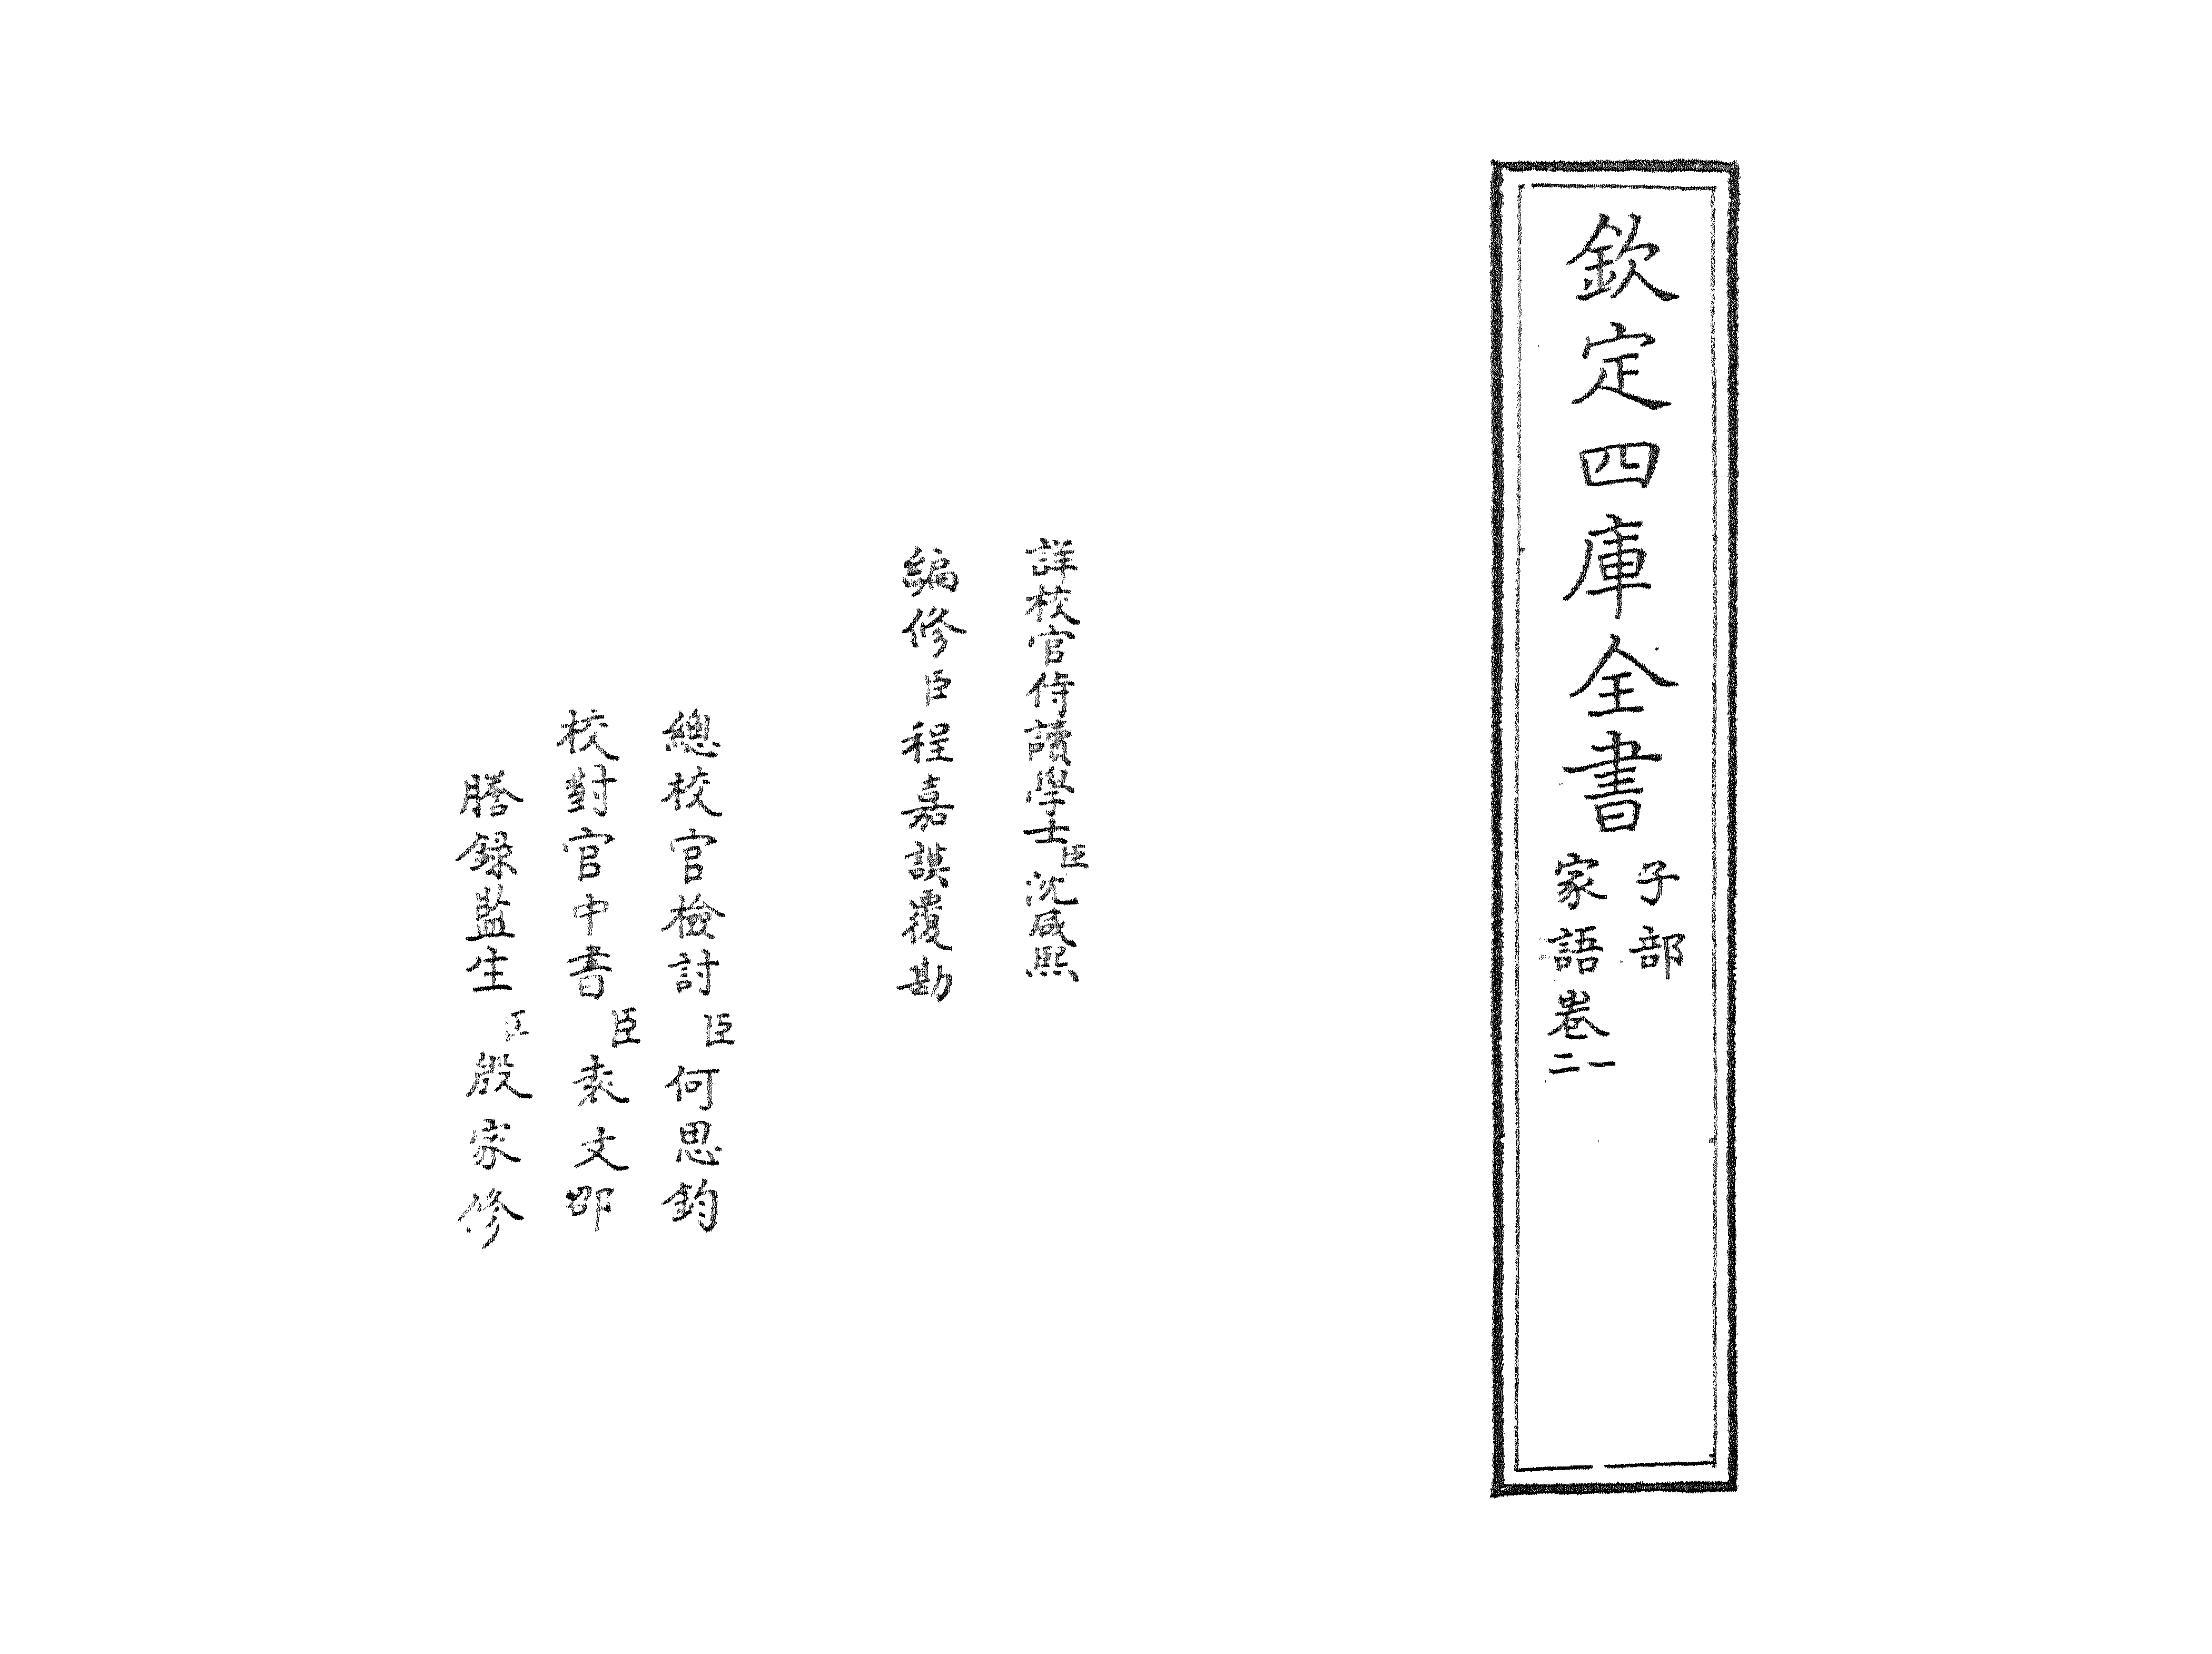 欽定四庫全書
子部
家語卷一二
詳校官侍讀學士臣沈咸熙
編修臣程嘉謨覆勘
總校官檢討臣何思鈞
校對官中書臣袁文邵
謄錄監生臣殷家修